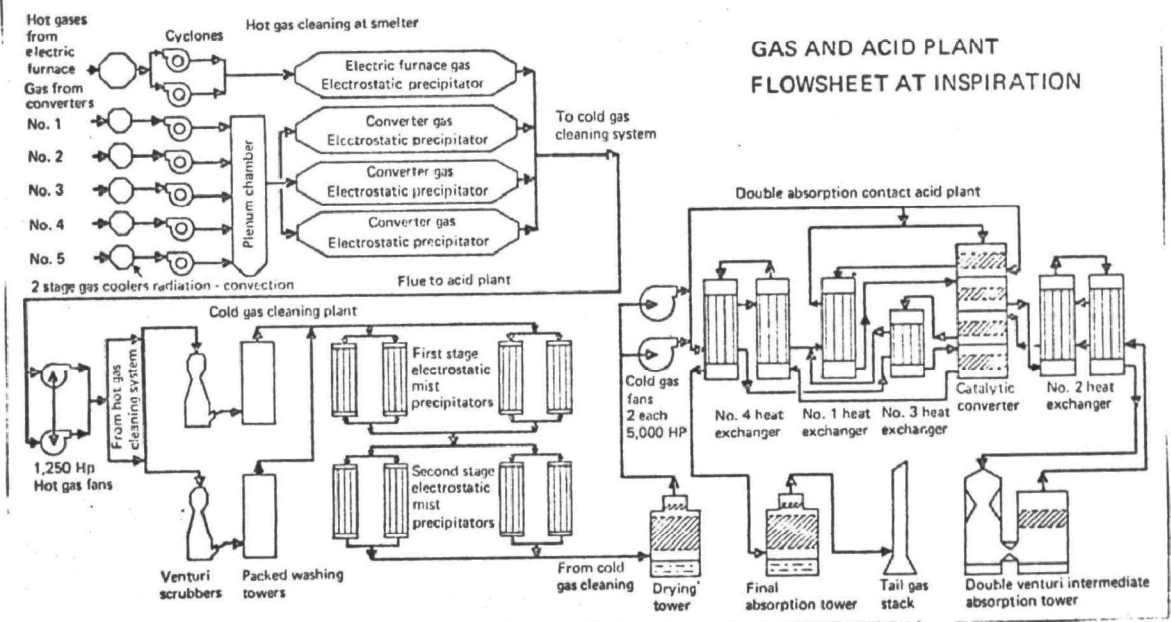 GAS AND ACID PLANT
FLOWSHEET AT INSPIRATION
Hot gases
from
electric
furnace
Cyclones
Hot gas cleaning at smelter
Electric furnace gas
Electrostatic precipitator
Gas from
converters
No. 1
No. 2
No. 3
No. 4
No. 5
Plenum chamber
Converter gas
Electrostatic precipitator
Converter gas
Electrostatic precipitator
Converter gas
Electrostatic precipitator
To cold gas
cleaning system
2 stage gas coolers radiation - convection
Flue to acid plant
Double absorption contact acid plant
Cold gas cleaning plant
From hot gas
cleaning system
1,250 Hp
Hot gas fans
First stage
electrostatic
mist
precipitators
Second stage
electrostatic
mist
precipitators
Venturi
scrubbers
Packed washing
towers
From cold
gas cleaning
Cold gas
fans
2 each
5,000 HP
No. 4 heat
exchanger
No. 1 heat
exchanger
No. 3 heat
exchanger
Catalytic
converter
No. 2 heat
exchanger
Drying
tower
Final
absorption tower
Tail gas
stack
Double venturi intermediate
absorption tower